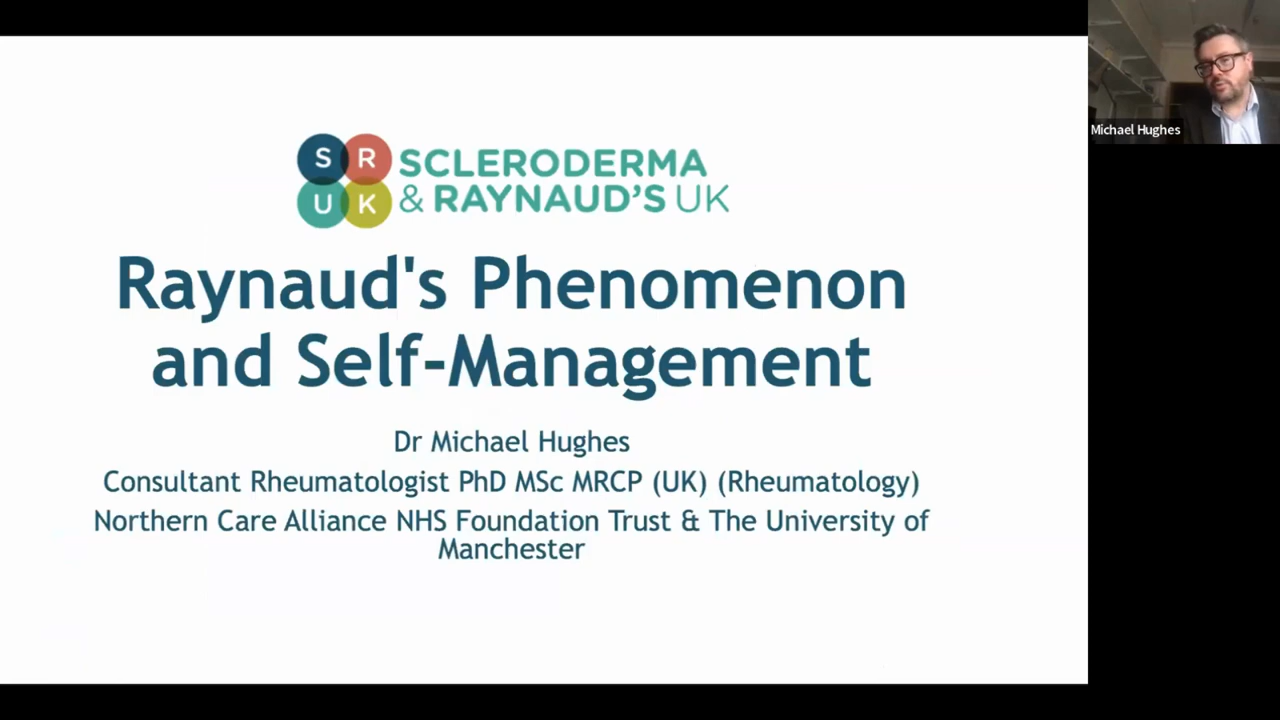 S R
U K
SCLERODERMA
& RAYNAUD'S UK
Raynaud's Phenomenon
and Self-Management
Dr Michael Hughes
Consultant Rheumatologist PhD MSc MRCP (UK) (Rheumatology)
Northern Care Alliance NHS Foundation Trust & The University of
Manchester
Michael Hughes